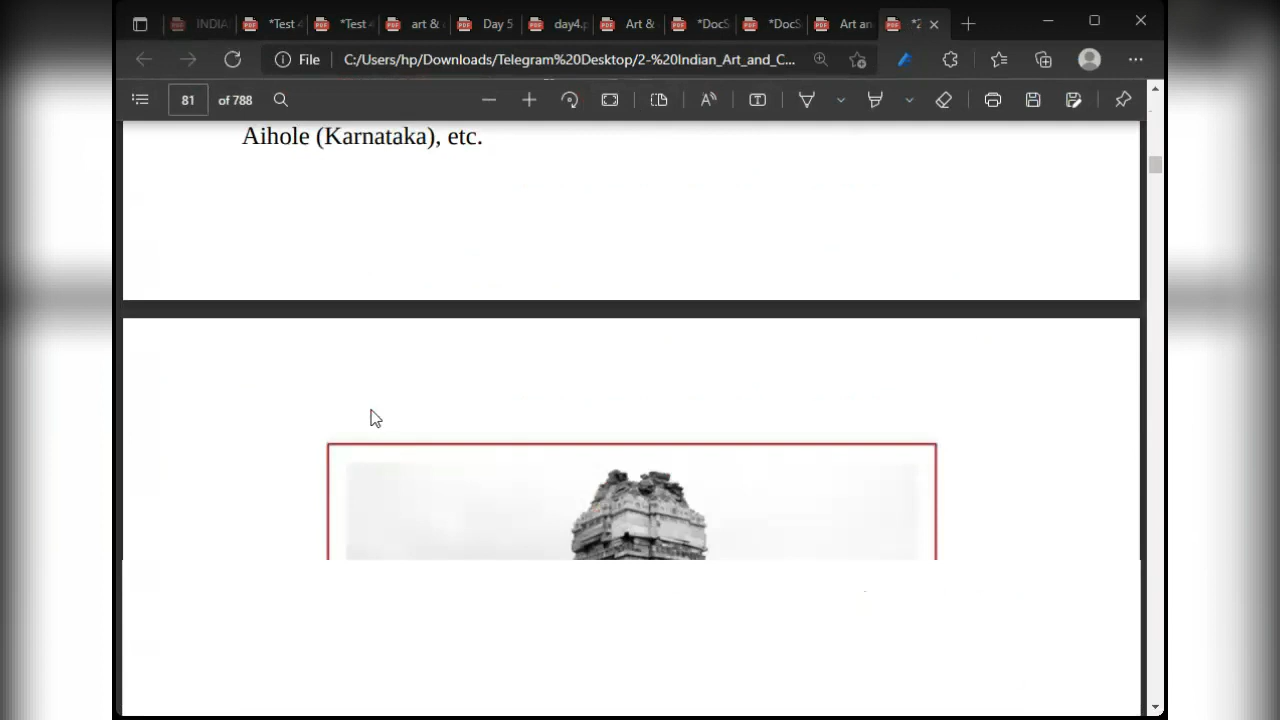 INDIA
*Test
*Test
art &
Day 5
day4.
Art &
*DocS
*DocS
Art an
*2
File
C:/Users/hp/Downloads/Telegram%20Desktop/2-%20Indian_Art_and_C...
81 of 788
Aihole (Karnataka), etc.